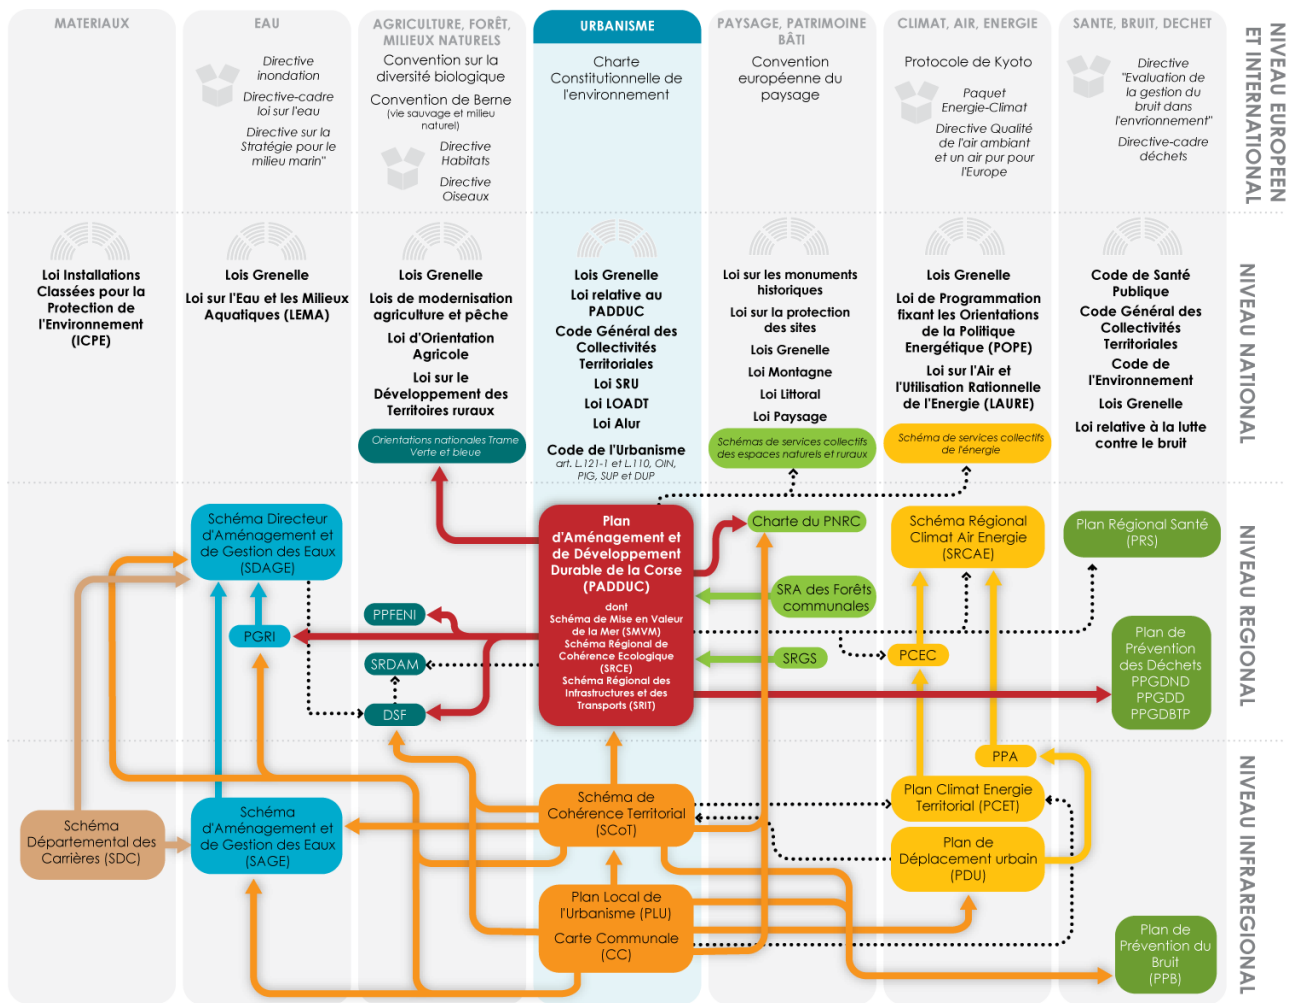 MATERIAUX
EAU
AGRICULTURE, FORÊT,
MILIEUX NATURELS
URBANISME
PAYSAGE, PATRIMOINE
BÂTI
CLIMAT, AIR, ENERGIE
SANTE, BRUIT, DECHET
NIVEAU EUROPEEN
ET INTERNATIONAL
Directive
inondation
Directive-cadre
loi sur l'eau
Directive sur la
Stratégie pour le
milieu marin"
Convention sur la
diversité biologique
Convention de Berne
(vie sauvage et milieu
naturel)
Directive
Habitats
Directive
Oiseaux
Charte
Constitutionnelle de
l'environnement
Convention
européenne du
paysage
Protocole de Kyoto
Paquet
Energie-Climat
Directive Qualité
de l'air ambiant
et un air pur pour
l'Europe
Directive
"Evaluation de
la gestion du
bruit dans
l'envrionnement"
Directive-cadre
déchets
NIVEAU NATIONAL
Loi Installations
Classées pour la
Protection de
l'Environnement
(ICPE)
Lois Grenelle
Loi sur l'Eau et les Milieux
Aquatiques (LEMA)
Lois Grenelle
Lois de modernisation
agriculture et pêche
Loi d'Orientation
Agricole
Loi sur le
Développement des
Territoires ruraux
Orientations nationales Trame
Verte et bleue
Lois Grenelle
Loi relative au
PADDUC
Code Général des
Collectivités
Territoriales
Loi SRU
Loi LOADT
Loi Alur
Code de l'Urbanisme
art. L.121-1 et L.110, OIN,
PIG, SUP et DUP
Loi sur les monuments
historiques
Loi sur la protection
des sites
Lois Grenelle
Loi Montagne
Loi Littoral
Loi Paysage
Schémas de services collectifs
des espaces naturels et ruraux
Lois Grenelle
Loi de Programmation
fixant les Orientations
de la Politique
Energétique (POPE)
Loi sur l'Air et
l'Utilisation Rationnelle
de l'Energie (LAURE)
Schéma de services collectifs
de l'énergie
Code de Santé
Publique
Code Général des
Collectivités
Territoriales
Code de
l'Environnement
Lois Grenelle
Loi relative à la lutte
contre le bruit
NIVEAU REGIONAL
Schéma Directeur
d'Aménagement et
de Gestion des Eaux
(SDAGE)
PGRI
PPFENI
SRDAM
DSF
Plan
d'Aménagement et
de Développement
Durable de la Corse
(PADDUC)
dont
Schéma de Mise en Valeur
de la Mer (SMVM)
Schéma Régional de
Cohérence Ecologique
(SRCE)
Schéma Régional des
Infrastructures et des
Transports (SRIT)
Charte du PNRC
SRA des Forêts
communales
SRGS
Schéma Régional
Climat Air Energie
(SRCAE)
PCEC
Plan Régional Santé
(PRS)
Plan de
Prévention
des Déchets
PPGDND
PPGDD
PPGDBTP
NIVEAU INFRAREGIONAL
Schéma
Départemental des
Carrières (SDC)
Schéma
d'Aménagement et
de Gestion des Eaux
(SAGE)
Schéma de
Cohérence Territorial
(SCoT)
Plan Local de
l'Urbanisme (PLU)
Carte Communale
(CC)
PPA
Plan Climat Energie
Territorial (PCET)
Plan de
Déplacement urbain
(PDU)
Plan de
Prévention du
Bruit
(PPB)